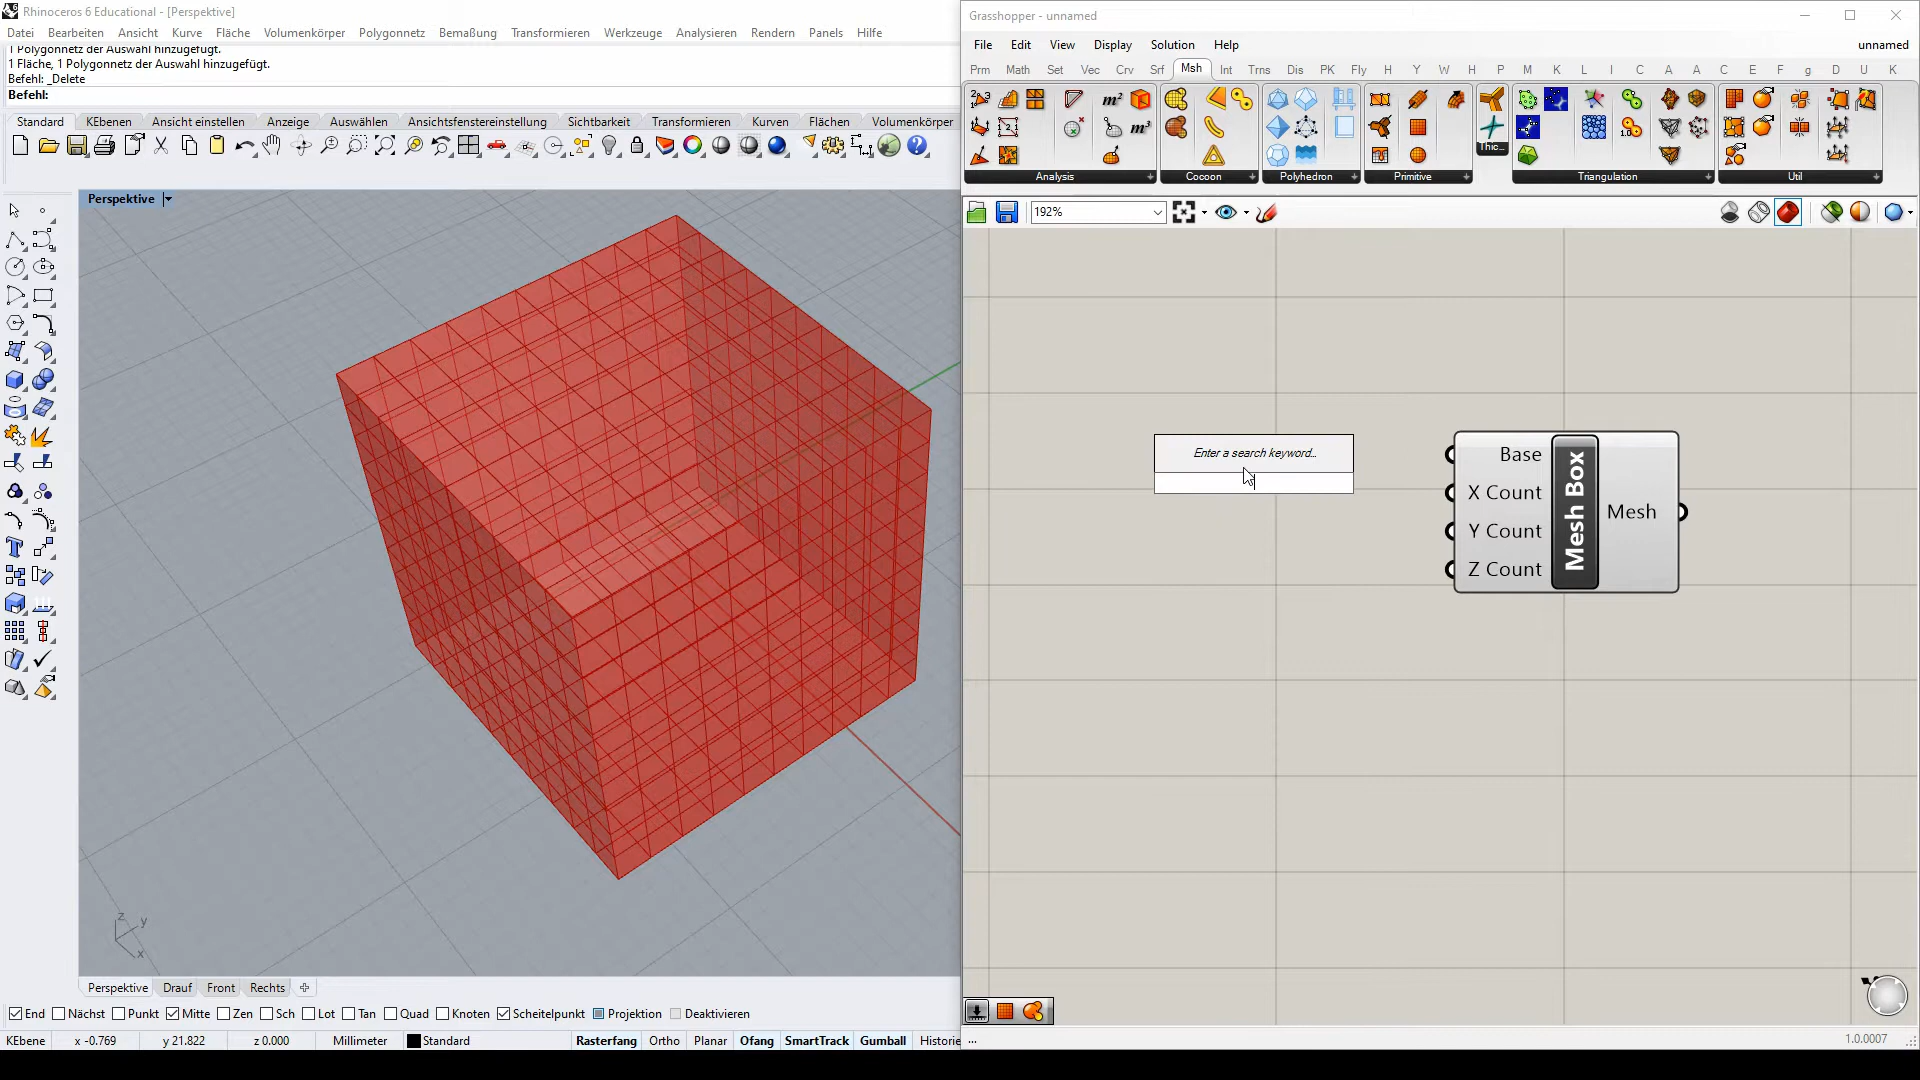 Rhinoceros 6 Educational - [Perspektive]
Datei Bearbeiten Ansicht Kurve Fläche Volumenkörper Polygonnetz Bemaßung Transformieren Werkzeuge Analysieren Rendern Panels Hilfe
1 Polygonnetz der Auswahl hinzugefügt.
1 Fläche, 1 Polygonnetz der Auswahl hinzugefügt.
Befehl: _Delete
Befehl:
Standard KEbenen Ansicht einstellen Anzeige Auswählen Ansichtsfenstereinstellung Sichtbarkeit Transformieren Kurven Flächen Volumenkörper
Perspektive
z
y
x
Perspektive Drauf Front Rechts
End Nächst Punkt Mitte Zen Sch Lot Tan Quad Knoten Scheitelpunkt Projektion Deaktivieren
KEbene x -0.769 y 21.822 z 0.000 Millimeter Standard Rasterfang Ortho Planar Ofang SmartTrack Gumball Historie
Grasshopper - unnamed
File Edit View Display Solution Help unnamed
Prm Math Set Vec Crv Srf Msh Int Trns Dis PK Fly H Y W H P M K L I C A A C E F g D U K
m² m³
Thic...
Analysis Cocoon Polyhedron Primitive Triangulation Util
192%
Enter a search keyword...
Base
X Count
Y Count
Z Count
Mesh Box
Mesh
...
1.0.0007